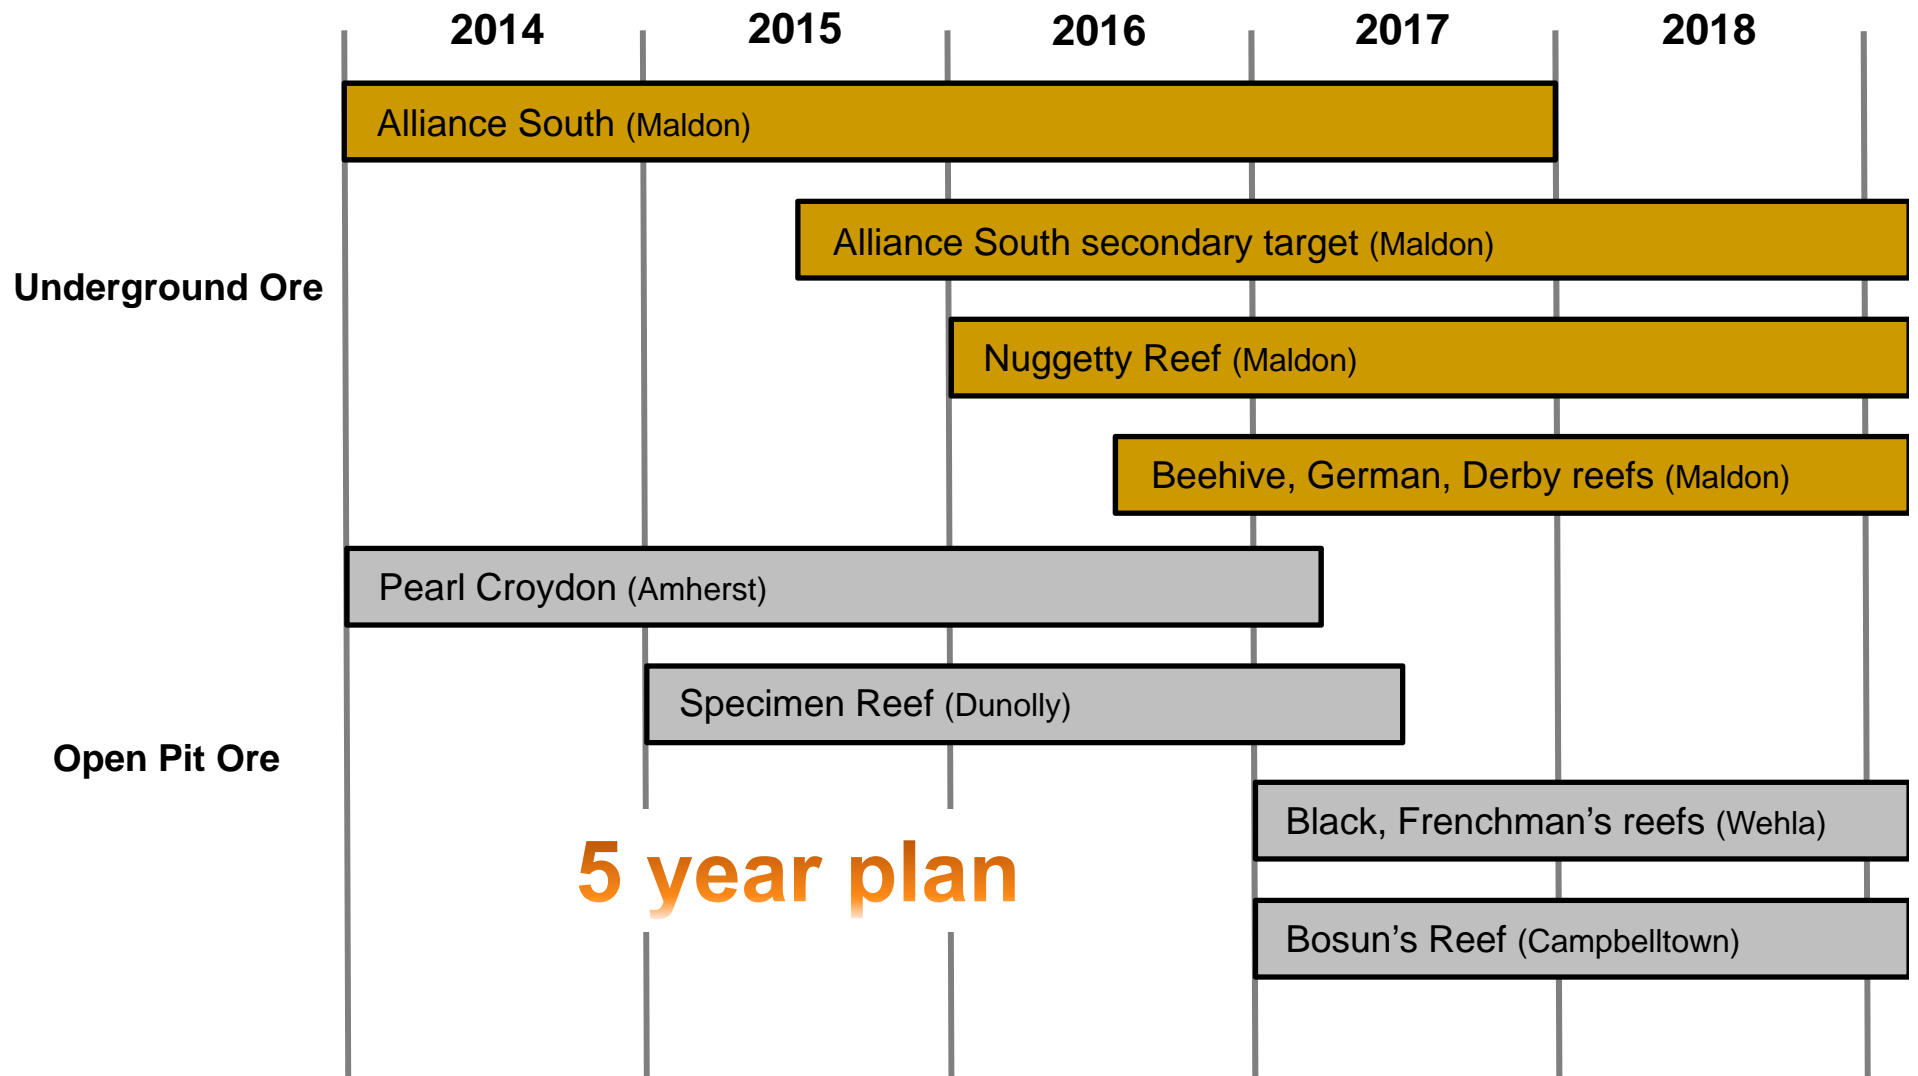 2014 2015 2016 2017 2018
Alliance South (Maldon)
Alliance South secondary target (Maldon)
Underground Ore
Nuggetty Reef (Maldon)
Beehive, German, Derby reefs (Maldon)
Pearl Croydon (Amherst)
Specimen Reef (Dunolly)
Open Pit Ore
Black, Frenchman’s reefs (Wehla)
5 year plan
Bosun’s Reef (Campbelltown)